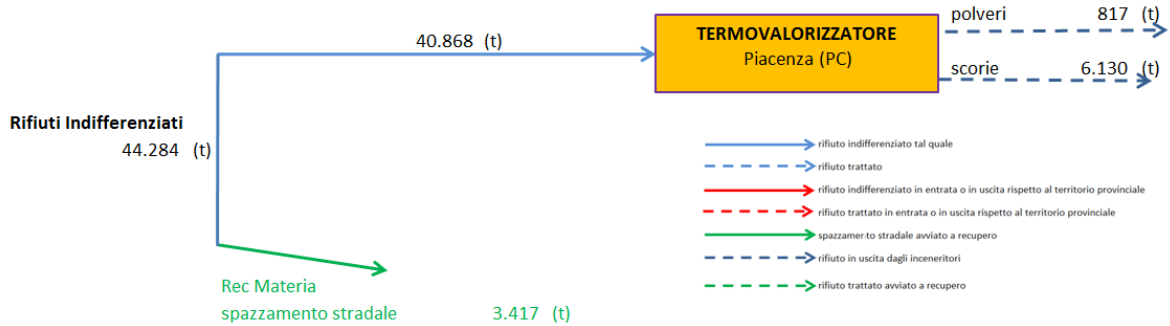 polveri 817 (t)
40.868 (t)
TERMOVALORIZZATORE
Piacenza (PC)
scorie 6.130 (t)
Rifiuti Indifferenziati
44.284 (t)
rifiuto indifferenziato tal quale
rifiuto trattato
rifiuto indifferenziato in entrata o in uscita rispetto al territorio provinciale
rifiuto trattato in entrata o in uscita rispetto al territorio provinciale
spazzamento stradale avviato a recupero
rifiuto in uscita dagli inceneritori
rifiuto trattato avviato a recupero
Rec Materia
spazzamento stradale 3.417 (t)